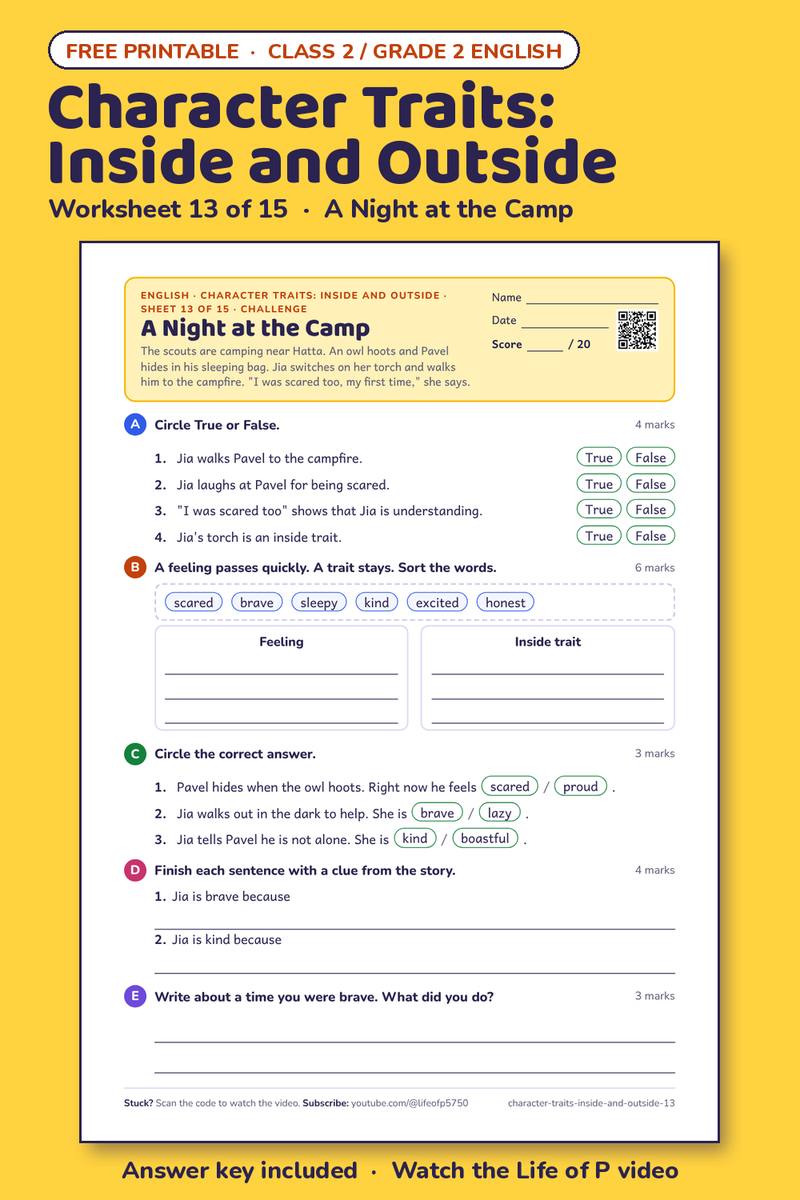 FREE PRINTABLE · CLASS 2 / GRADE 2 ENGLISH
Character Traits:
Inside and Outside
Worksheet 13 of 15 · A Night at the Camp
ENGLISH · CHARACTER TRAITS: INSIDE AND OUTSIDE ·
SHEET 13 OF 15 · CHALLENGE
A Night at the Camp
The scouts are camping near Hatta. An owl hoots and Pavel
hides in his sleeping bag. Jia switches on her torch and walks
him to the campfire. "I was scared too, my first time," she says.
Name
Date
Score / 20
A Circle True or False. 4 marks
1. Jia walks Pavel to the campfire. True False
2. Jia laughs at Pavel for being scared. True False
3. "I was scared too" shows that Jia is understanding. True False
4. Jia's torch is an inside trait. True False
B A feeling passes quickly. A trait stays. Sort the words. 6 marks
scared brave sleepy kind excited honest
Feeling Inside trait
C Circle the correct answer. 3 marks
1. Pavel hides when the owl hoots. Right now he feels scared / proud .
2. Jia walks out in the dark to help. She is brave / lazy .
3. Jia tells Pavel he is not alone. She is kind / boastful .
D Finish each sentence with a clue from the story. 4 marks
1. Jia is brave because
2. Jia is kind because
E Write about a time you were brave. What did you do? 3 marks
Stuck? Scan the code to watch the video. Subscribe: youtube.com/@lifeofp5750 character-traits-inside-and-outside-13
Answer key included · Watch the Life of P video